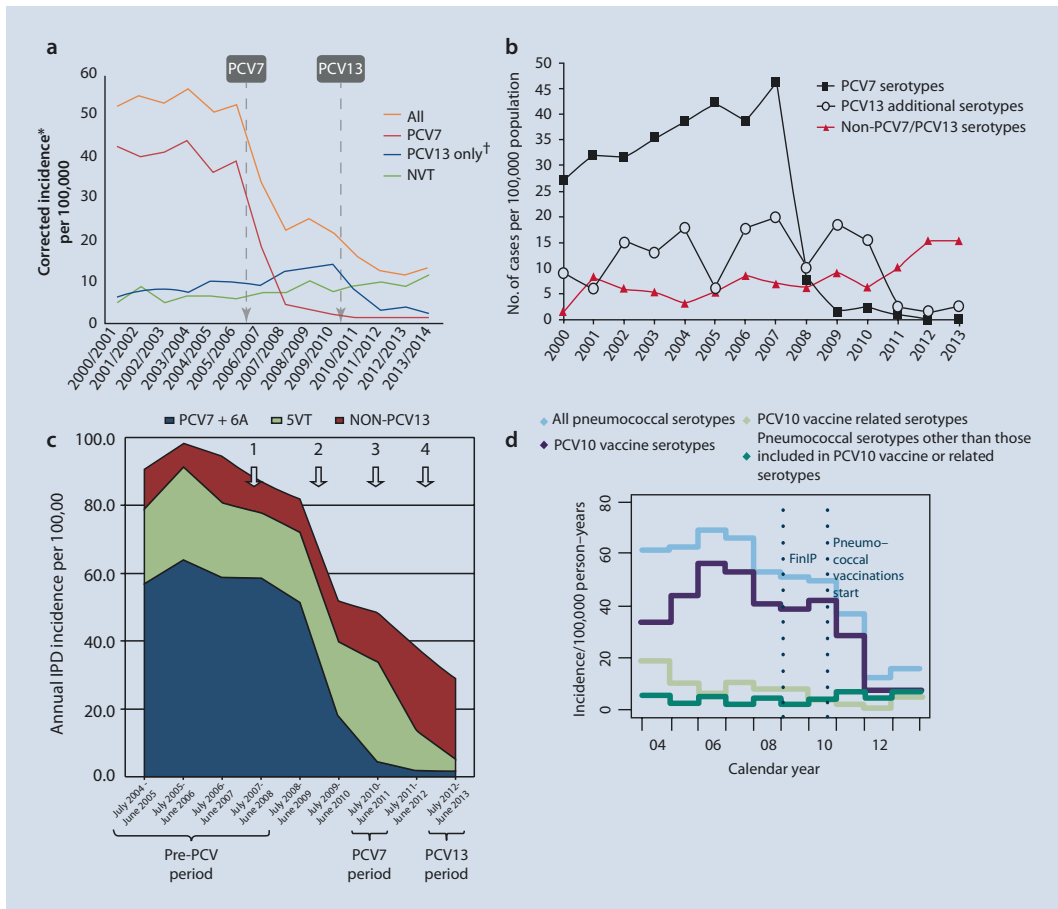 a
PCV7
PCV13
60
50
40
30
20
10
0
Corrected incidence*
per 100,000
All
PCV7
PCV13 only†
NVT
2000/2001
2001/2002
2002/2003
2003/2004
2004/2005
2005/2006
2006/2007
2007/2008
2008/2009
2009/2010
2010/2011
2011/2012
2012/2013
2013/2014
b
50
45
40
35
30
25
20
15
10
5
0
No. of cases per 100,000 population
PCV7 serotypes
PCV13 additional serotypes
Non-PCV7/PCV13 serotypes
2000
2001
2002
2003
2004
2005
2006
2007
2008
2009
2010
2011
2012
2013
PCV7 + 6A
5VT
NON-PCV13
c
100.0
80.0
60.0
40.0
20.0
0.0
Annual IPD incidence per 100,00
1
2
3
4
July 2004 -
June 2005
July 2005-
June 2006
July 2006-
June 2007
July 2007-
June 2008
July 2008-
June 2009
July 2009-
June 2010
July 2010-
June 2011
July 2011-
June 2012
July 2012-
June 2013
Pre-PCV
period
PCV7
period
PCV13
period
d
All pneumococcal serotypes
PCV10 vaccine serotypes
PCV10 vaccine related serotypes
Pneumococcal serotypes other than those
included in PCV10 vaccine or related
serotypes
80
60
40
20
0
Incidence/100,000 person–years
FinIP
Pneumo–
coccal
vaccinations
start
04
06
08
10
12
Calendar year